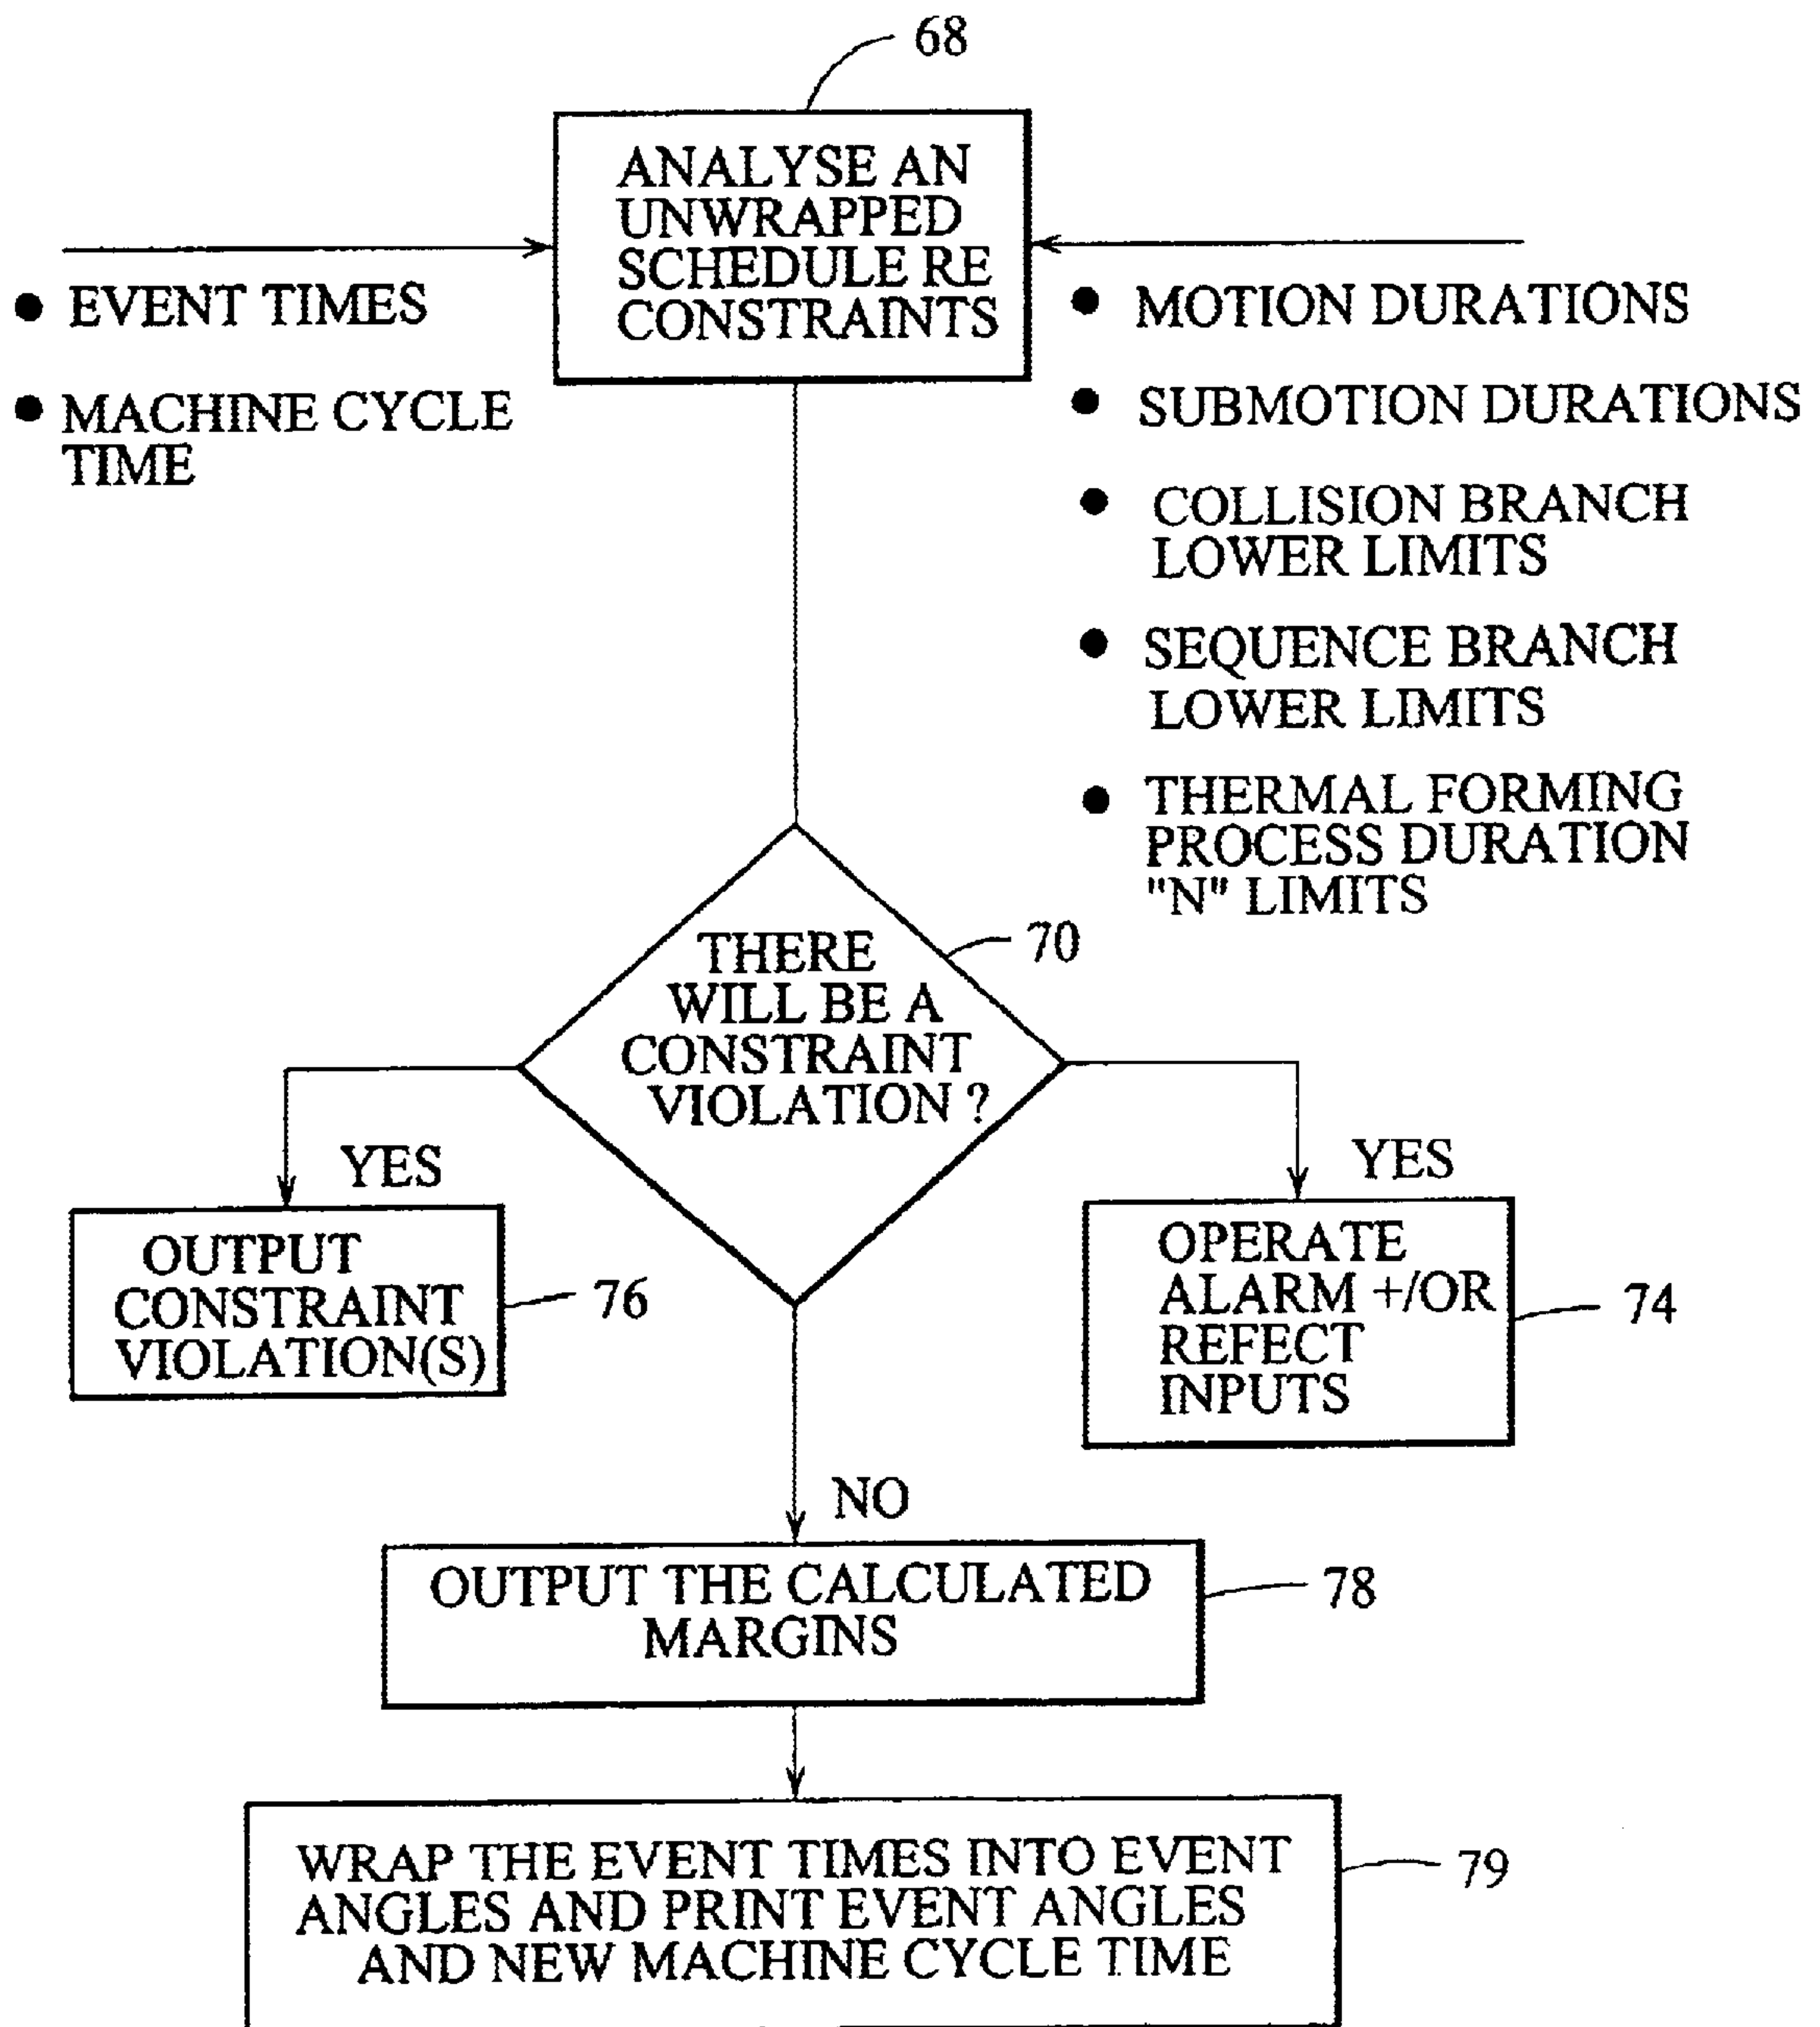 68
ANALYSE AN
UNWRAPPED
SCHEDULE RE
CONSTRAINTS
● EVENT TIMES
● MACHINE CYCLE
TIME
● MOTION DURATIONS
● SUBMOTION DURATIONS
● COLLISION BRANCH
LOWER LIMITS
● SEQUENCE BRANCH
LOWER LIMITS
● THERMAL FORMING
PROCESS DURATION
"N" LIMITS
70
THERE
WILL BE A
CONSTRAINT
VIOLATION ?
YES
OUTPUT
CONSTRAINT
VIOLATION(S)
76
YES
OPERATE
ALARM +/OR
REFECT
INPUTS
74
NO
OUTPUT THE CALCULATED
MARGINS
78
WRAP THE EVENT TIMES INTO EVENT
ANGLES AND PRINT EVENT ANGLES
AND NEW MACHINE CYCLE TIME
79